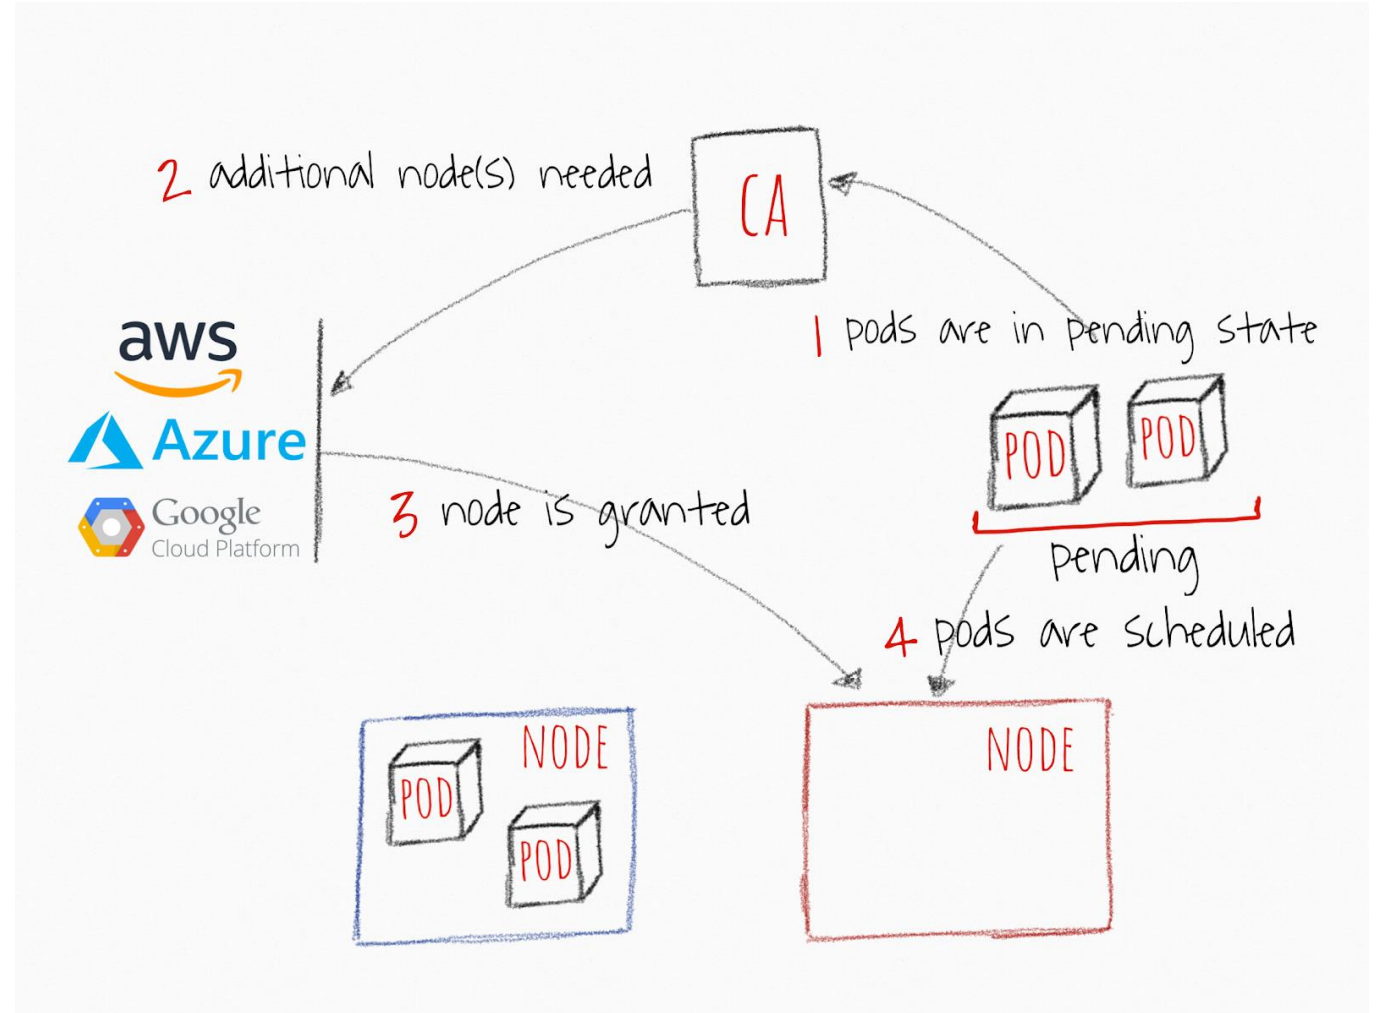 2 additional node(s) needed
CA
1 pods are in pending state
aws
Azure
Google
Cloud Platform
POD
POD
3 node is granted
pending
4 pods are scheduled
NODE
POD
POD
NODE